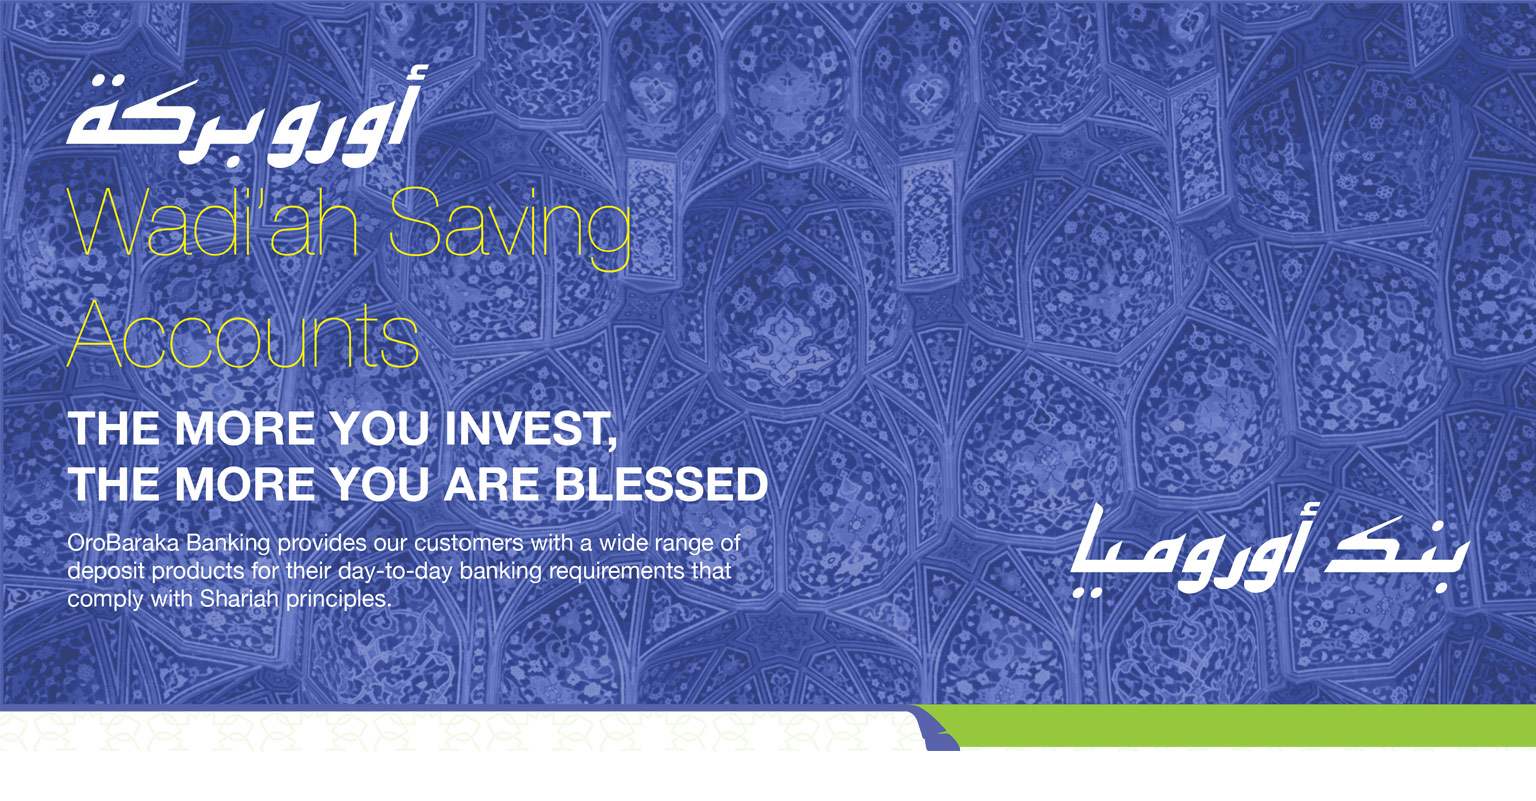 أوروبركة
Wadi'ah Saving
Accounts
THE MORE YOU INVEST,
THE MORE YOU ARE BLESSED
OroBaraka Banking provides our customers with a wide range of
deposit products for their day-to-day banking requirements that
comply with Shariah principles.
بنك أوروميا